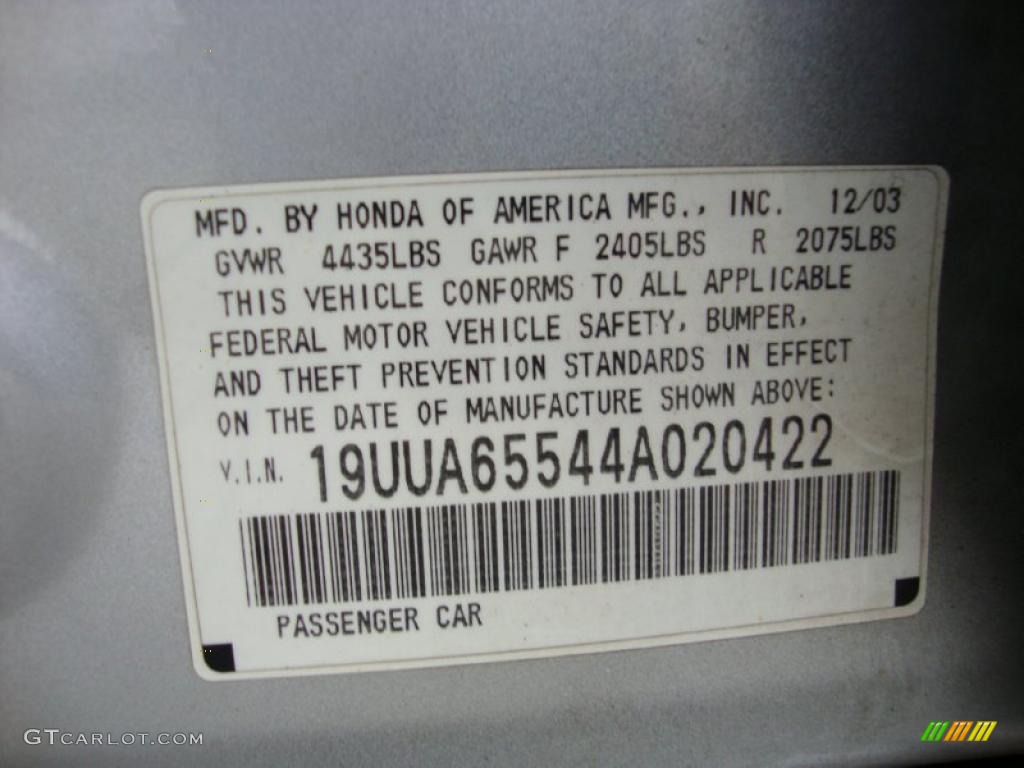 MFD. BY HONDA OF AMERICA MFG., INC. 12/03
GVWR 4435LBS GAWR F 2405LBS R 2075LBS
THIS VEHICLE CONFORMS TO ALL APPLICABLE
FEDERAL MOTOR VEHICLE SAFETY, BUMPER,
AND THEFT PREVENTION STANDARDS IN EFFECT
ON THE DATE OF MANUFACTURE SHOWN ABOVE:
V.I.N. 19UUA65544A020422
PASSENGER CAR
GTCARLOT.COM